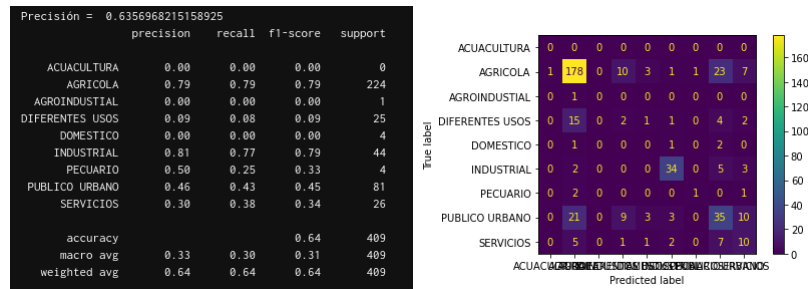 Precisión = 0.6356968215158925
precision recall f1-score support
ACUACULTURA 0.00 0.00 0.00 0
AGRICOLA 0.79 0.79 0.79 224
AGROINDUSTIAL 0.00 0.00 0.00 1
DIFERENTES USOS 0.09 0.08 0.09 25
DOMESTICO 0.00 0.00 0.00 4
INDUSTRIAL 0.81 0.77 0.79 44
PECUARIO 0.50 0.25 0.33 4
PUBLICO URBANO 0.46 0.43 0.45 81
SERVICIOS 0.30 0.38 0.34 26
accuracy 0.64 409
macro avg 0.33 0.30 0.31 409
weighted avg 0.64 0.64 0.64 409
True label
ACUACULTURA 0 0 0 0 0 0 0 0 0
AGRICOLA 1 178 0 10 3 1 1 23 7
AGROINDUSTIAL 0 1 0 0 0 0 0 0 0
DIFERENTES USOS 0 15 0 2 1 1 0 4 2
DOMESTICO 0 1 0 0 0 1 0 2 0
INDUSTRIAL 0 2 0 0 0 34 0 5 3
PECUARIO 0 2 0 0 0 0 1 0 1
PUBLICO URBANO 0 21 0 9 3 3 0 35 10
SERVICIOS 0 5 0 1 1 2 0 7 10
Predicted label
160
140
120
100
80
60
40
20
0